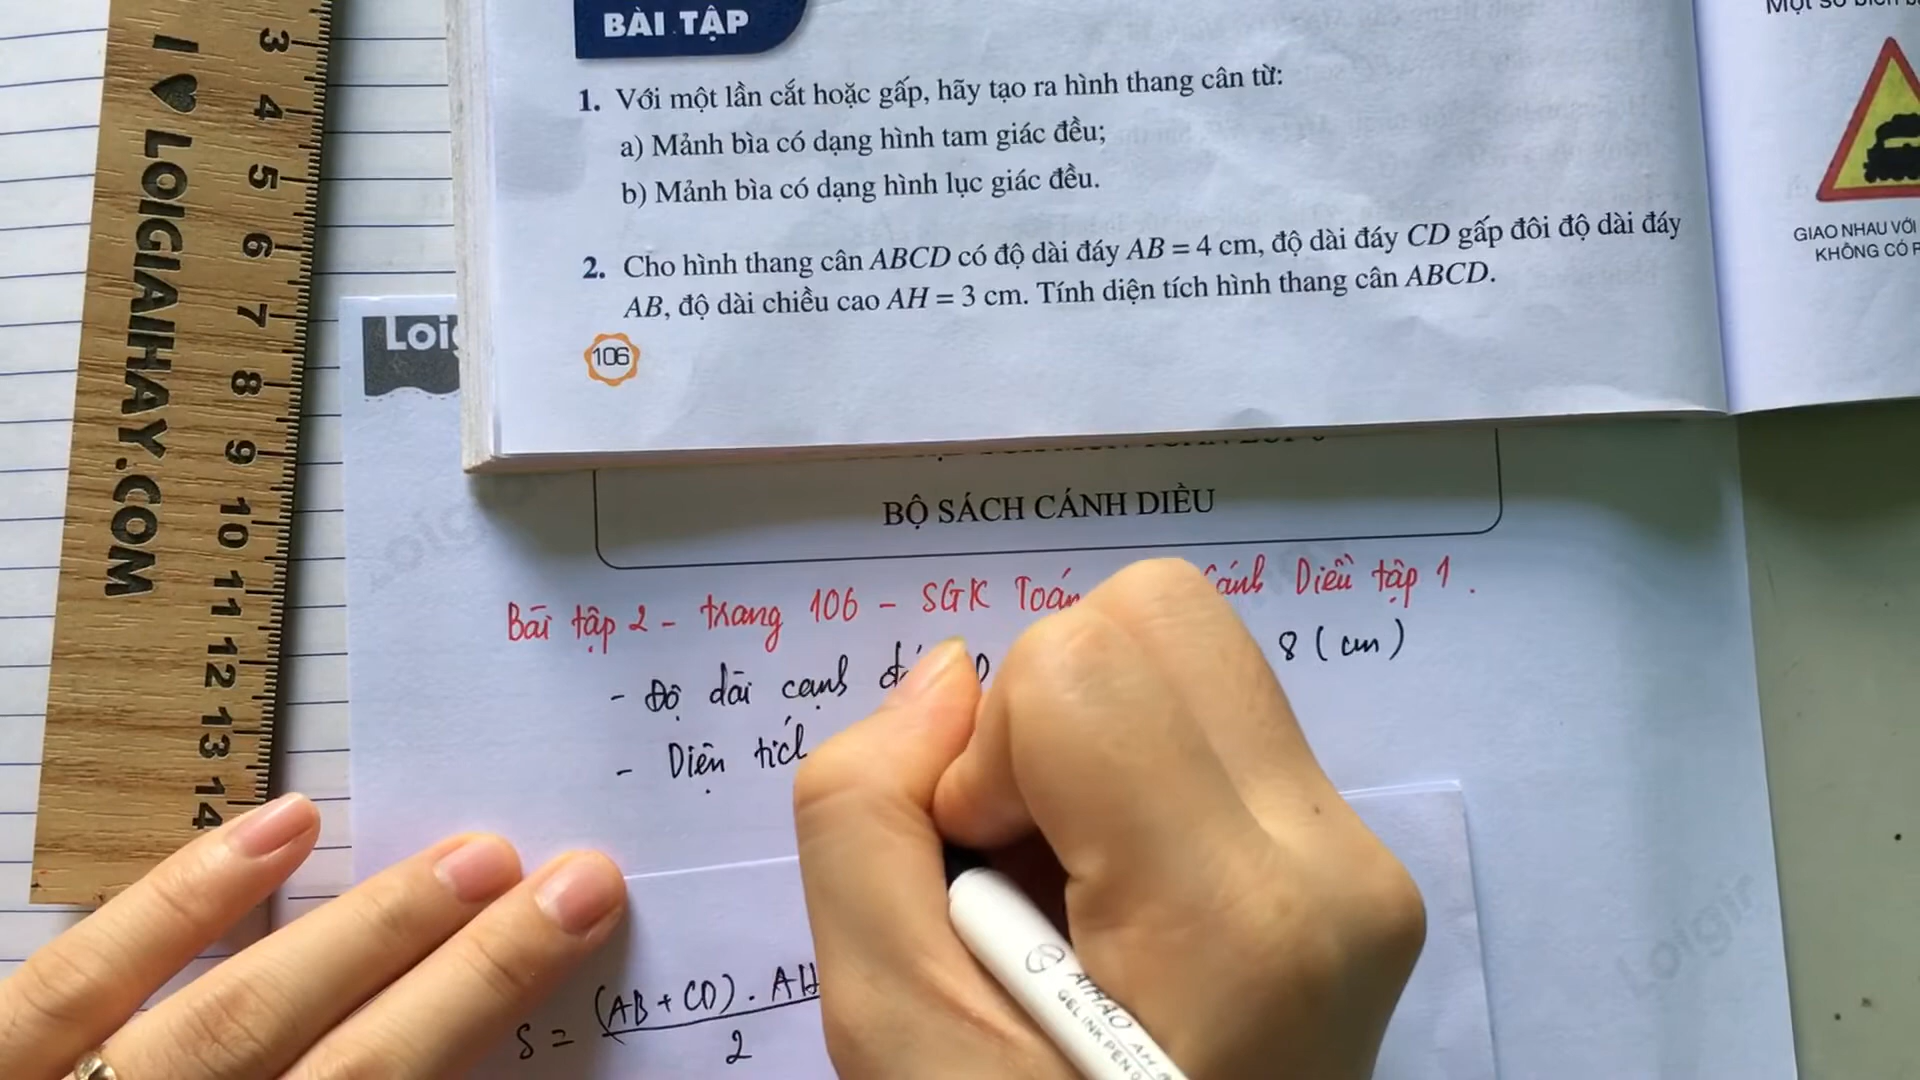 BÀI TẬP
1. Với một lần cắt hoặc gấp, hãy tạo ra hình thang cân từ:
a) Mảnh bìa có dạng hình tam giác đều;
b) Mảnh bìa có dạng hình lục giác đều.
2. Cho hình thang cân ABCD có độ dài đáy AB = 4 cm, độ dài đáy CD gấp đôi độ dài đáy
AB, độ dài chiều cao AH = 3 cm. Tính diện tích hình thang cân ABCD.
106
GIAO NHAU VỚI
KHÔNG CÓ
I ♥ LOIGIAIHAY.COM
3 4 5 6 7 8 9 10 11 12 13 14
BỘ SÁCH CÁNH DIỀU
Bài tập 2 - trang 106 - SGK Toán Cánh Diều tập 1.
- Độ dài cạnh 8 (cm)
- Diện tích
S = (AB + CD) . AH
2
AIHAO
GEL INK PEN